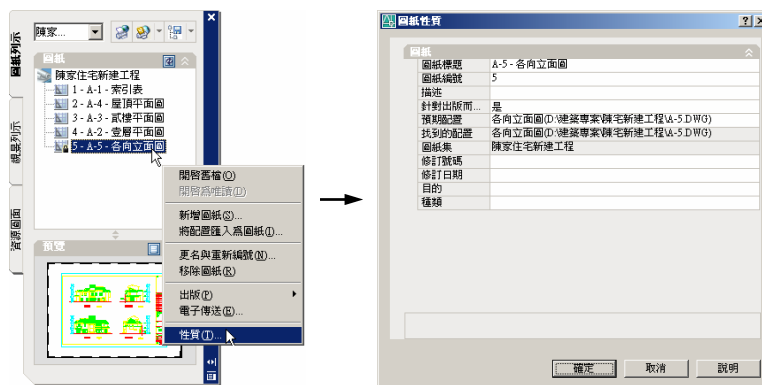 陳家...
圖紙列示
圖紙
陳家住宅新建工程
1 - A-1 - 索引表
2 - A-4 - 屋頂平面圖
3 - A-3 - 貳樓平面圖
4 - A-2 - 壹層平面圖
5 - A-5 - 各向立面圖
視景列示
資源圖面
預覽
開啓舊檔(O)
開啓為唯讀(D)
新增圖紙(S)...
將配置匯入爲圖紙(I)...
更名與重新編號(N)...
移除圖紙(R)
出版(P)
電子傳送(E)...
性質(T)...
圖紙性質
圖紙
圖紙標題 A-5 - 各向立面圖
圖紙編號 5
描述
針對出版而... 是
預期配置 各向立面圖(D:\建築專案\陳宅新建工程\A-5.DWG)
找到的配置 各向立面圖(D:\建築專案\陳宅新建工程\A-5.DWG)
圖紙集 陳家住宅新建工程
修訂號碼
修訂日期
目的
種類
確定 取消 說明